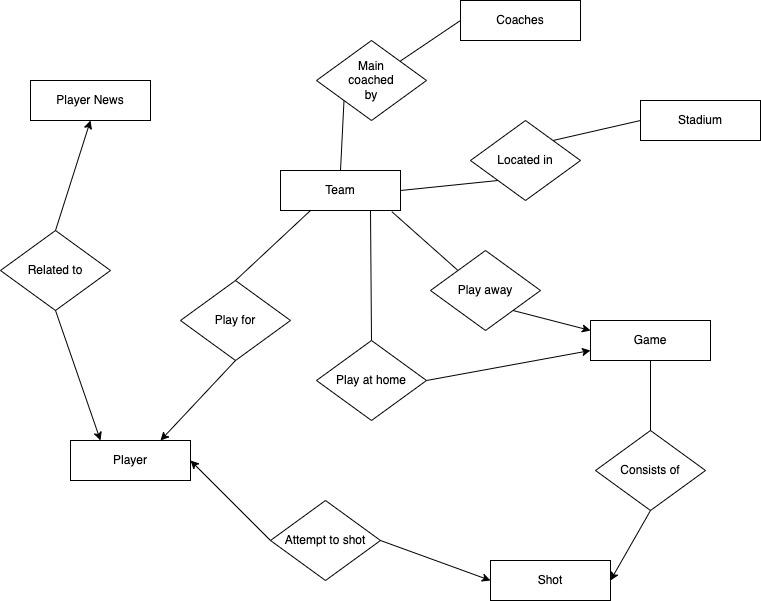 Coaches
Main
coached
by
Player News
Stadium
Located in
Team
Related to
Play away
Play for
Game
Play at home
Player
Consists of
Attempt to shot
Shot